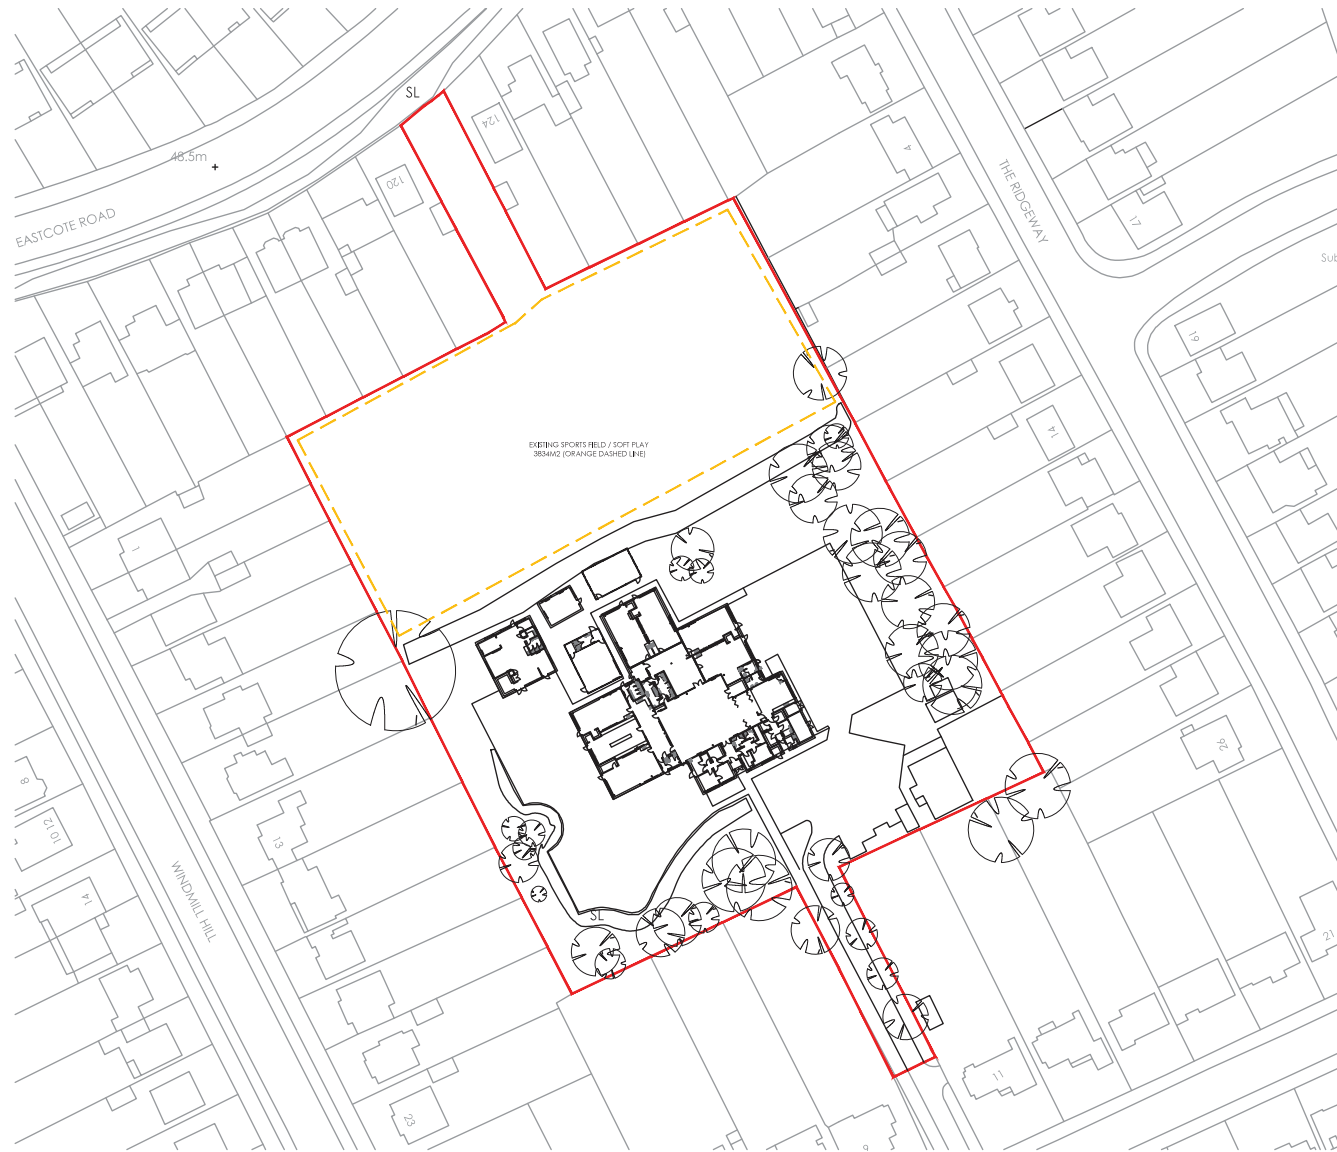 SL
124
48.5m
120
4
EASTCOTE ROAD
THE RIDGEWAY
17
Sub
19
EXISTING SPORTS FIELD / SOFT PLAY
3834M2 (ORANGE DASHED LINE)
14
1
26
8
10 12
13
14
WINDMILL HILL
SL
21
11
23
9